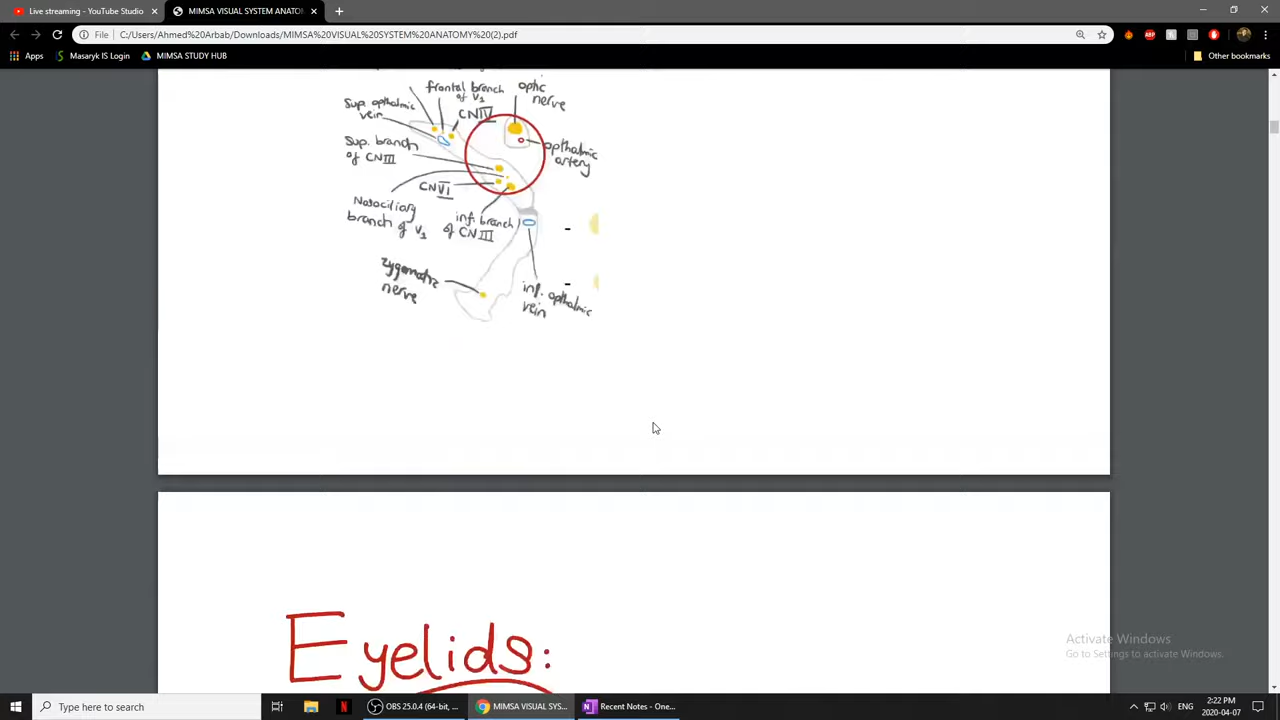 Live streaming - YouTube Studio
MIMSA VISUAL SYSTEM ANATO
File
C:/Users/Ahmed%20Arbab/Downloads/MIMSA%20VISUAL%20SYSTEM%20ANATOMY%20(2).pdf
Apps
Masaryk IS Login
MIMSA STUDY HUB
Other bookmarks
frontal branch
of V1
optic
nerve
Sup. opthalmic
vein
CN IV
Sup. branch
of CN III
opthalmic
artery
CN VI
Nasociliary
branch of V1
inf. branch
of CN III
-
zygomatic
nerve
-
inf. opthalmic
vein
Eyelids:
Activate Windows
Go to Settings to activate Windows.
Type here to search
OBS 25.0.4 (64-bit, ...
MIMSA VISUAL SYS...
Recent Notes - One...
ENG
2:22 PM
2020-04-07